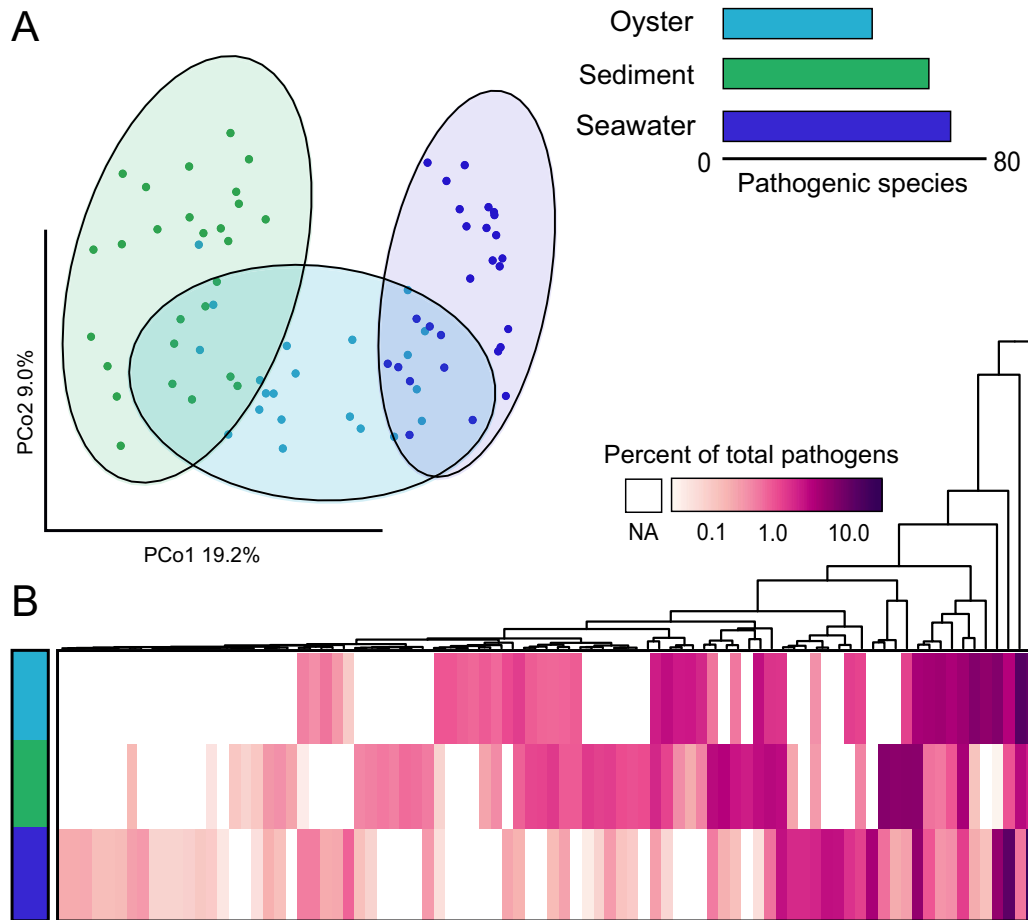 A
Oyster
Sediment
Seawater
0
80
Pathogenic species
PCo2 9.0%
PCo1 19.2%
Percent of total pathogens
NA
0.1
1.0
10.0
B